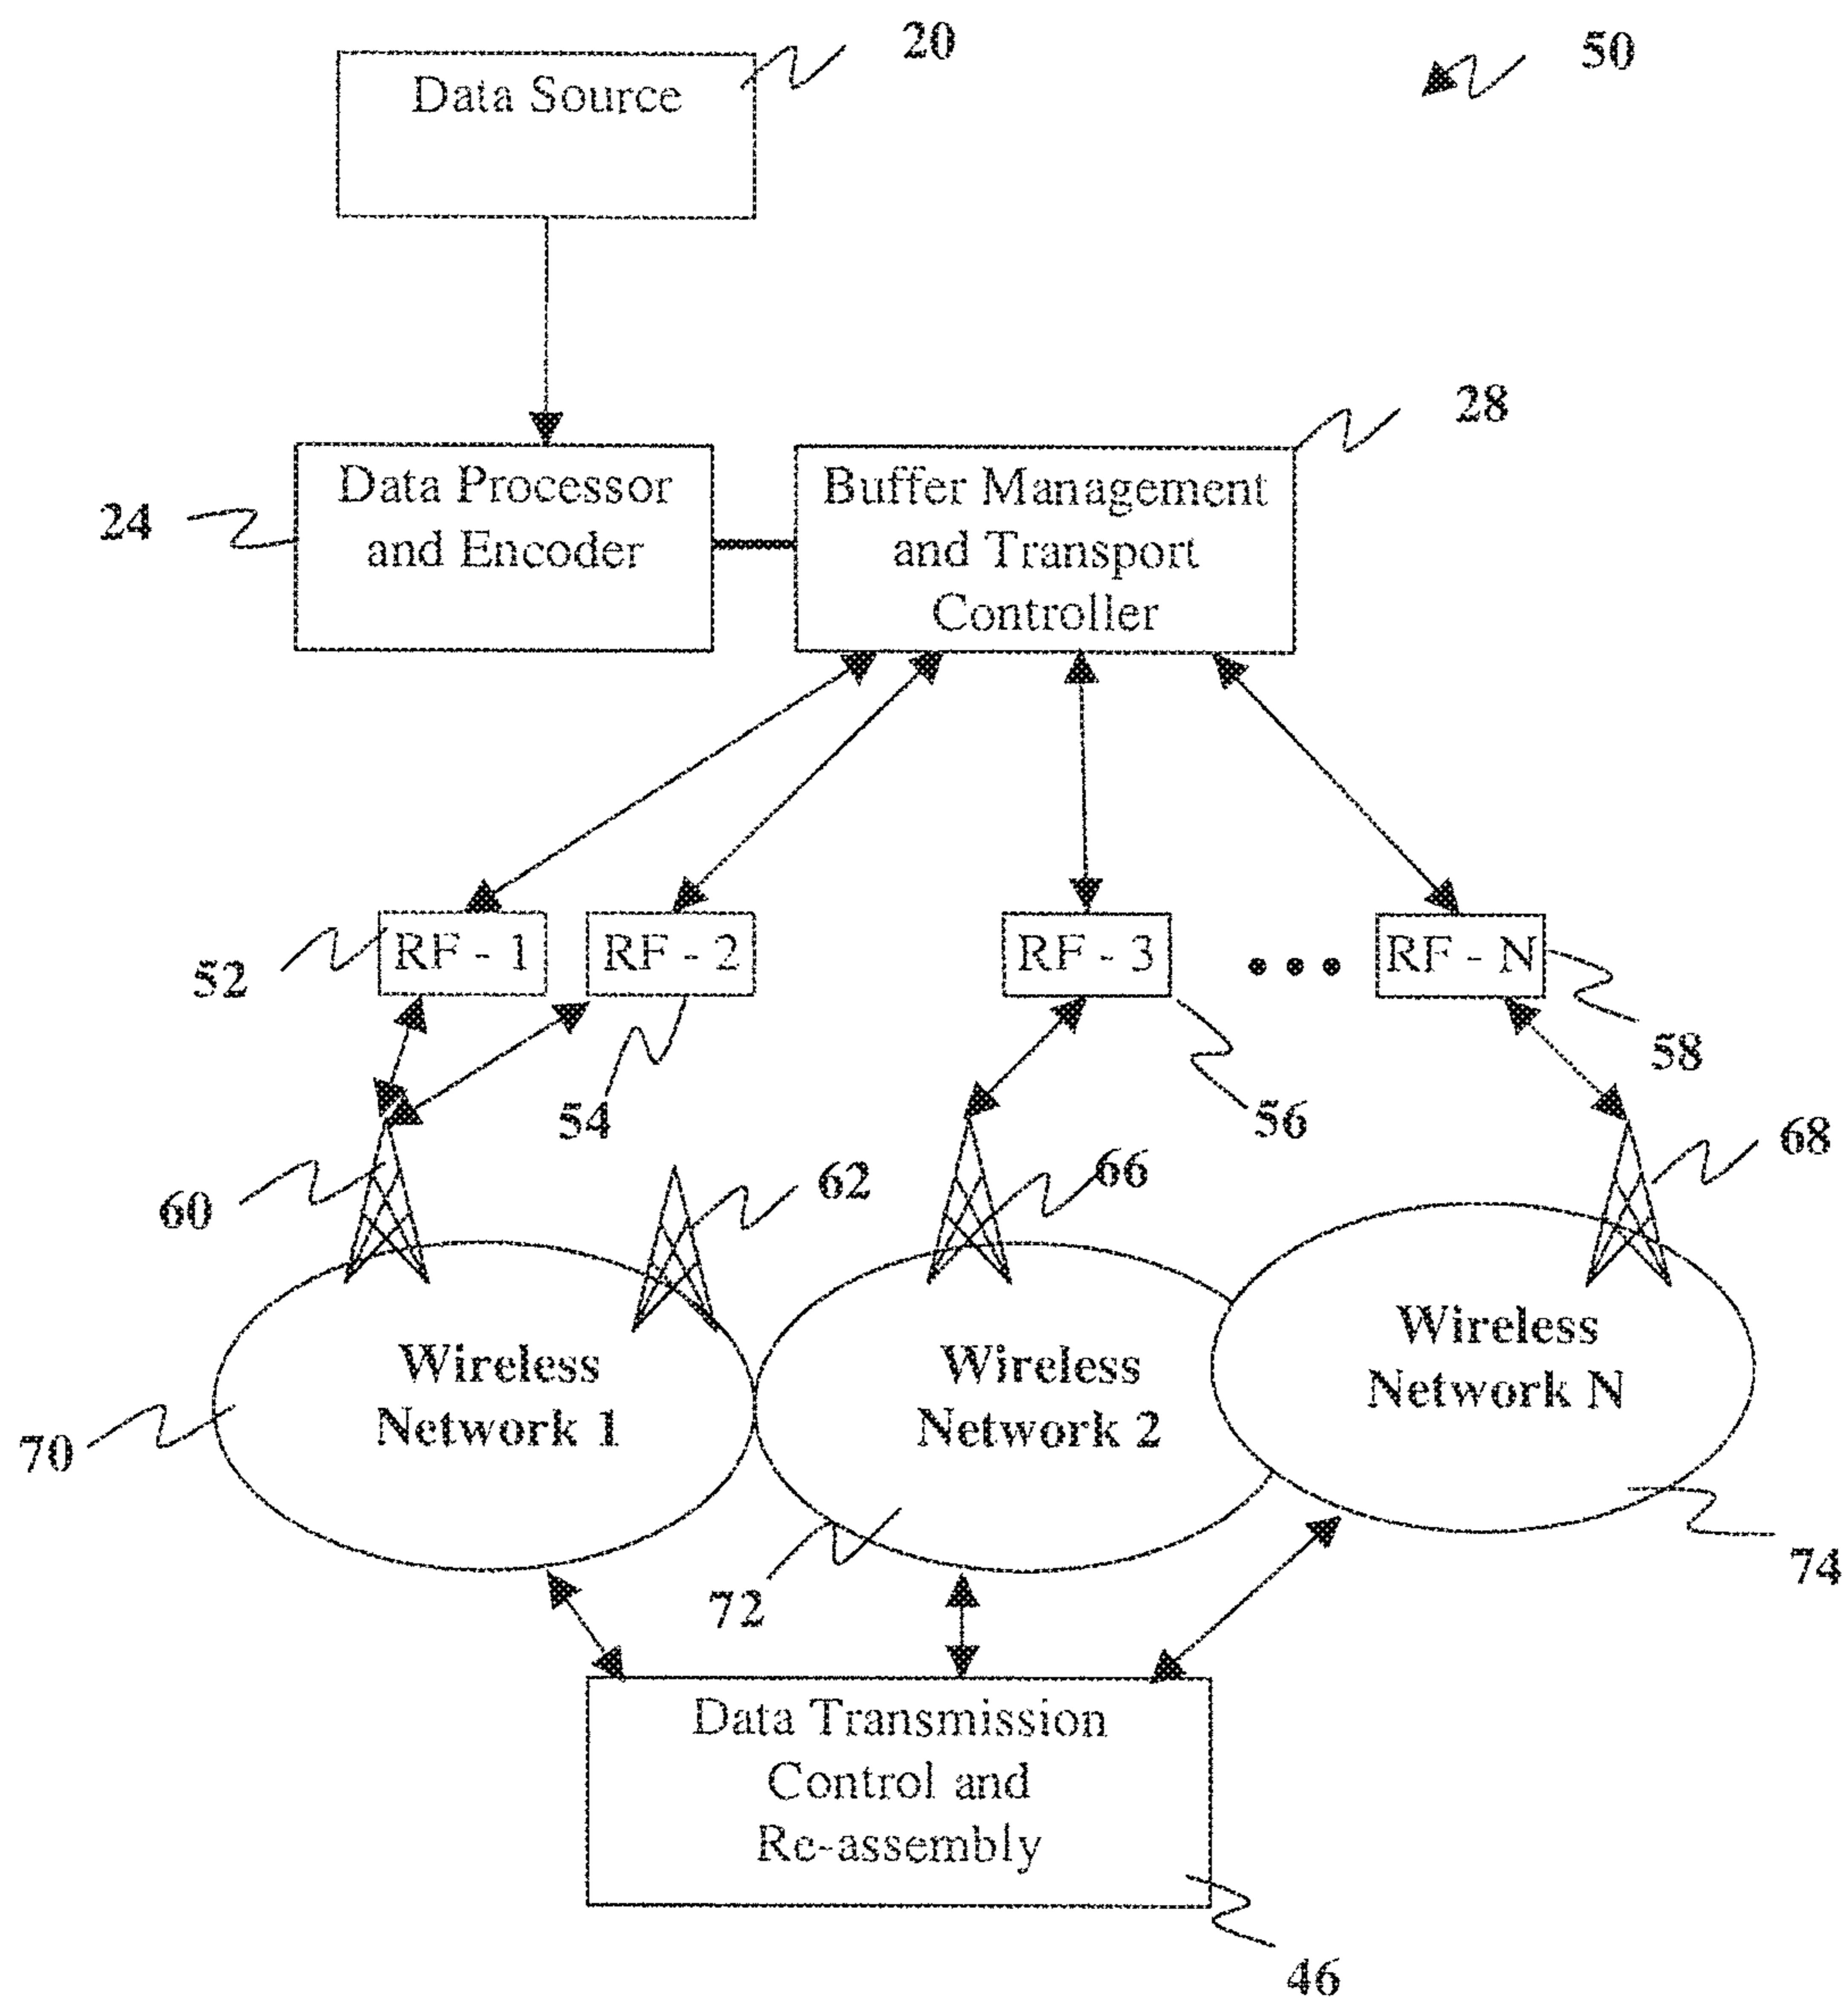 20
50
Data Source
28
24
Data Processor
and Encoder
Buffer Management
and Transport
Controller
52
RF - 1
RF - 2
RF - 3
RF - N
54
56
58
60
62
66
68
Wireless
Network 1
Wireless
Network 2
Wireless
Network N
70
72
74
Data Transmission
Control and
Re-assembly
46